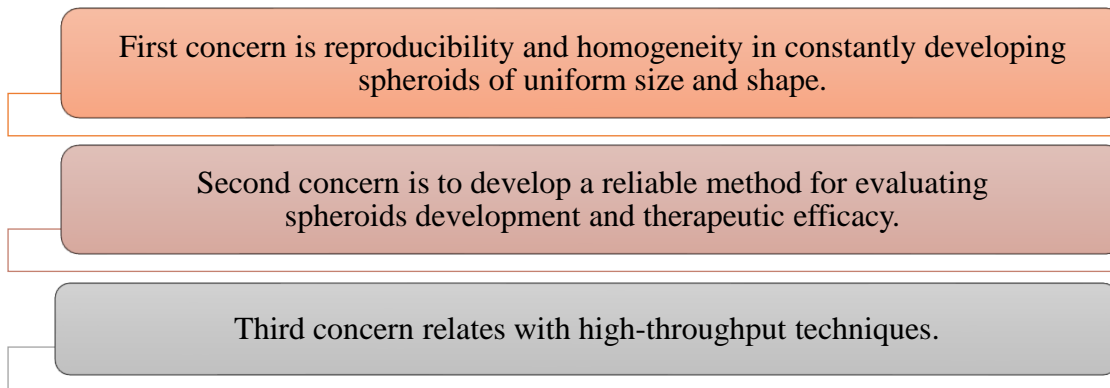 First concern is reproducibility and homogeneity in constantly developing
spheroids of uniform size and shape.
Second concern is to develop a reliable method for evaluating
spheroids development and therapeutic efficacy.
Third concern relates with high-throughput techniques.